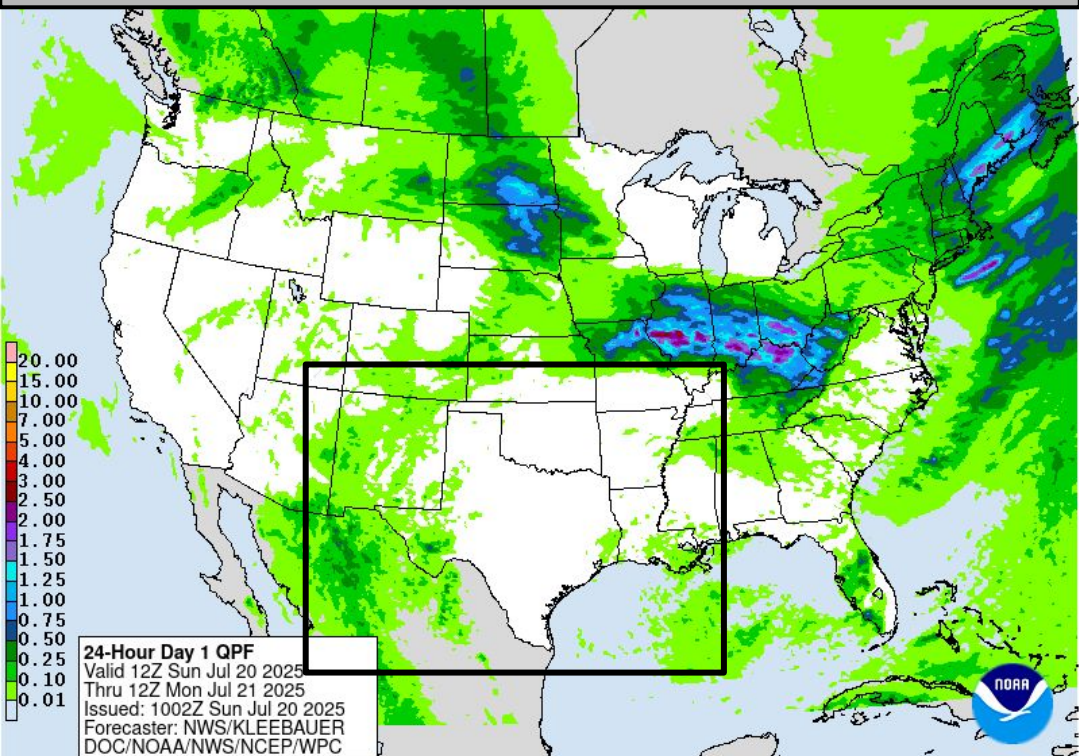 20.00
15.00
10.00
7.00
5.00
4.00
3.00
2.50
2.00
1.75
1.50
1.25
1.00
0.75
0.50
0.25
0.10
0.01
24-Hour Day 1 QPF
Valid 12Z Sun Jul 20 2025
Thru 12Z Mon Jul 21 2025
Issued: 1002Z Sun Jul 20 2025
Forecaster: NWS/KLEEBAUER
DOC/NOAA/NWS/NCEP/WPC
NOAA